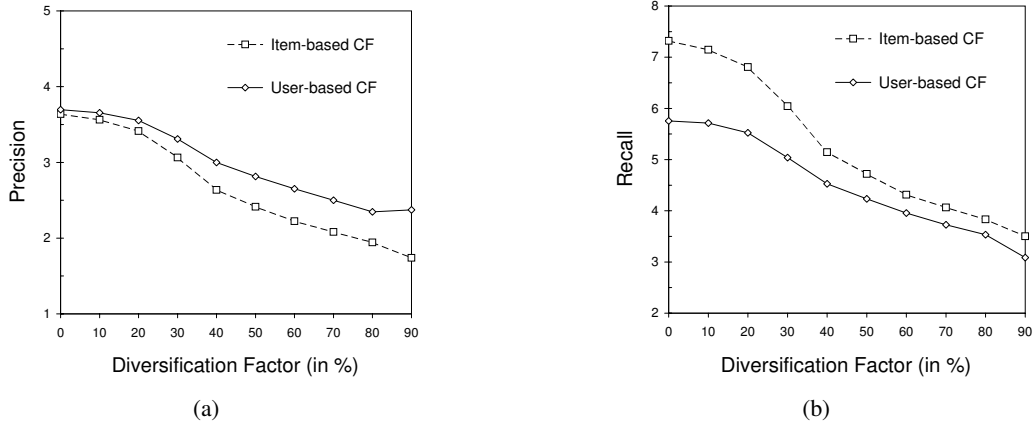 5
4
3
2
1
Precision
Item-based CF
User-based CF
0 10 20 30 40 50 60 70 80 90
Diversification Factor (in %)
(a)
8
7
6
5
4
3
2
Recall
Item-based CF
User-based CF
0 10 20 30 40 50 60 70 80 90
Diversification Factor (in %)
(b)